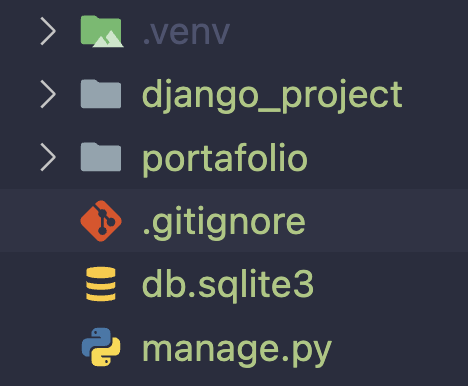 .venv
django_project
portafolio
.gitignore
db.sqlite3
manage.py